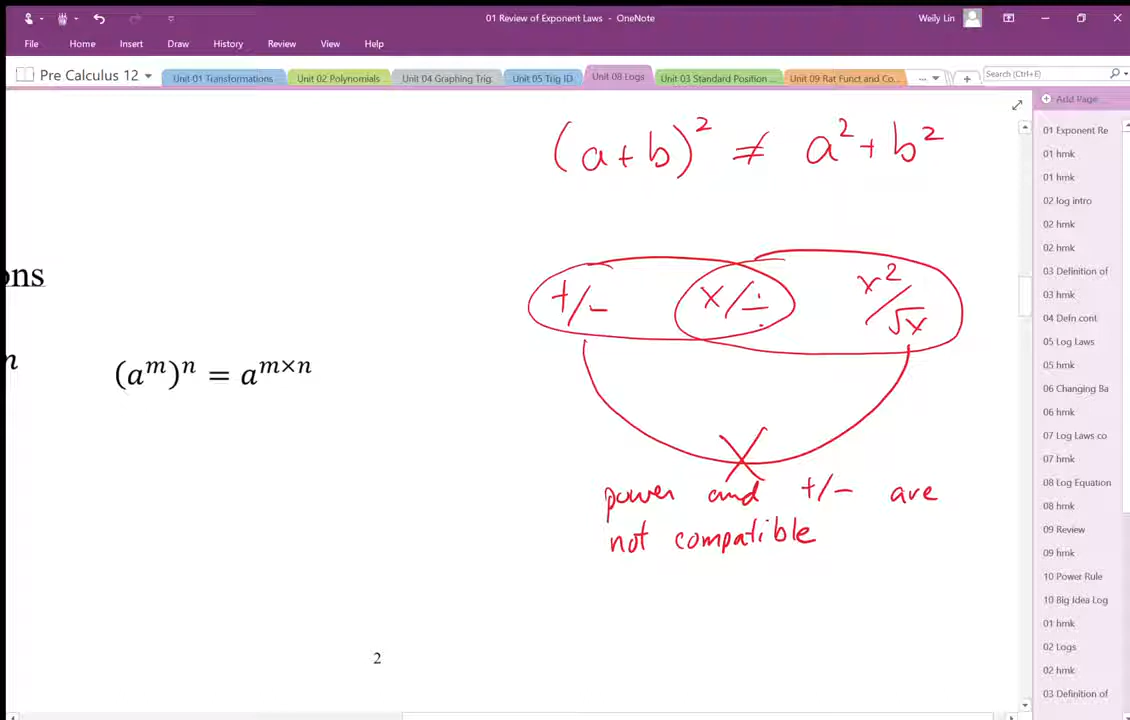 01 Review of Exponent Laws - OneNote
Weily Lin
File Home Insert Draw History Review View Help
Pre Calculus 12
Unit 01 Transformations
Unit 02 Polynomials
Unit 04 Graphing Trig.
Unit 05 Trig ID
Unit 08 Logs
Unit 03 Standard Position ...
Unit 09 Rat Funct and Co...
...
Search (Ctrl+E)
(a+b)² ≠ a² + b²
ons
+/-
x/÷
x²/√x
n
(aᵐ)ⁿ = aᵐˣⁿ
power and +/- are
not compatible
2
Add Page
01 Exponent Re
01 hmk
01 hmk
02 log intro
02 hmk
02 hmk
03 Definition of
03 hmk
04 Defn cont
05 Log Laws
05 hmk
06 Changing Ba
06 hmk
07 Log Laws co
07 hmk
08 Log Equation
08 hmk
09 Review
09 hmk
10 Power Rule
10 Big Idea Log
01 hmk
02 Logs
02 hmk
03 Definition of